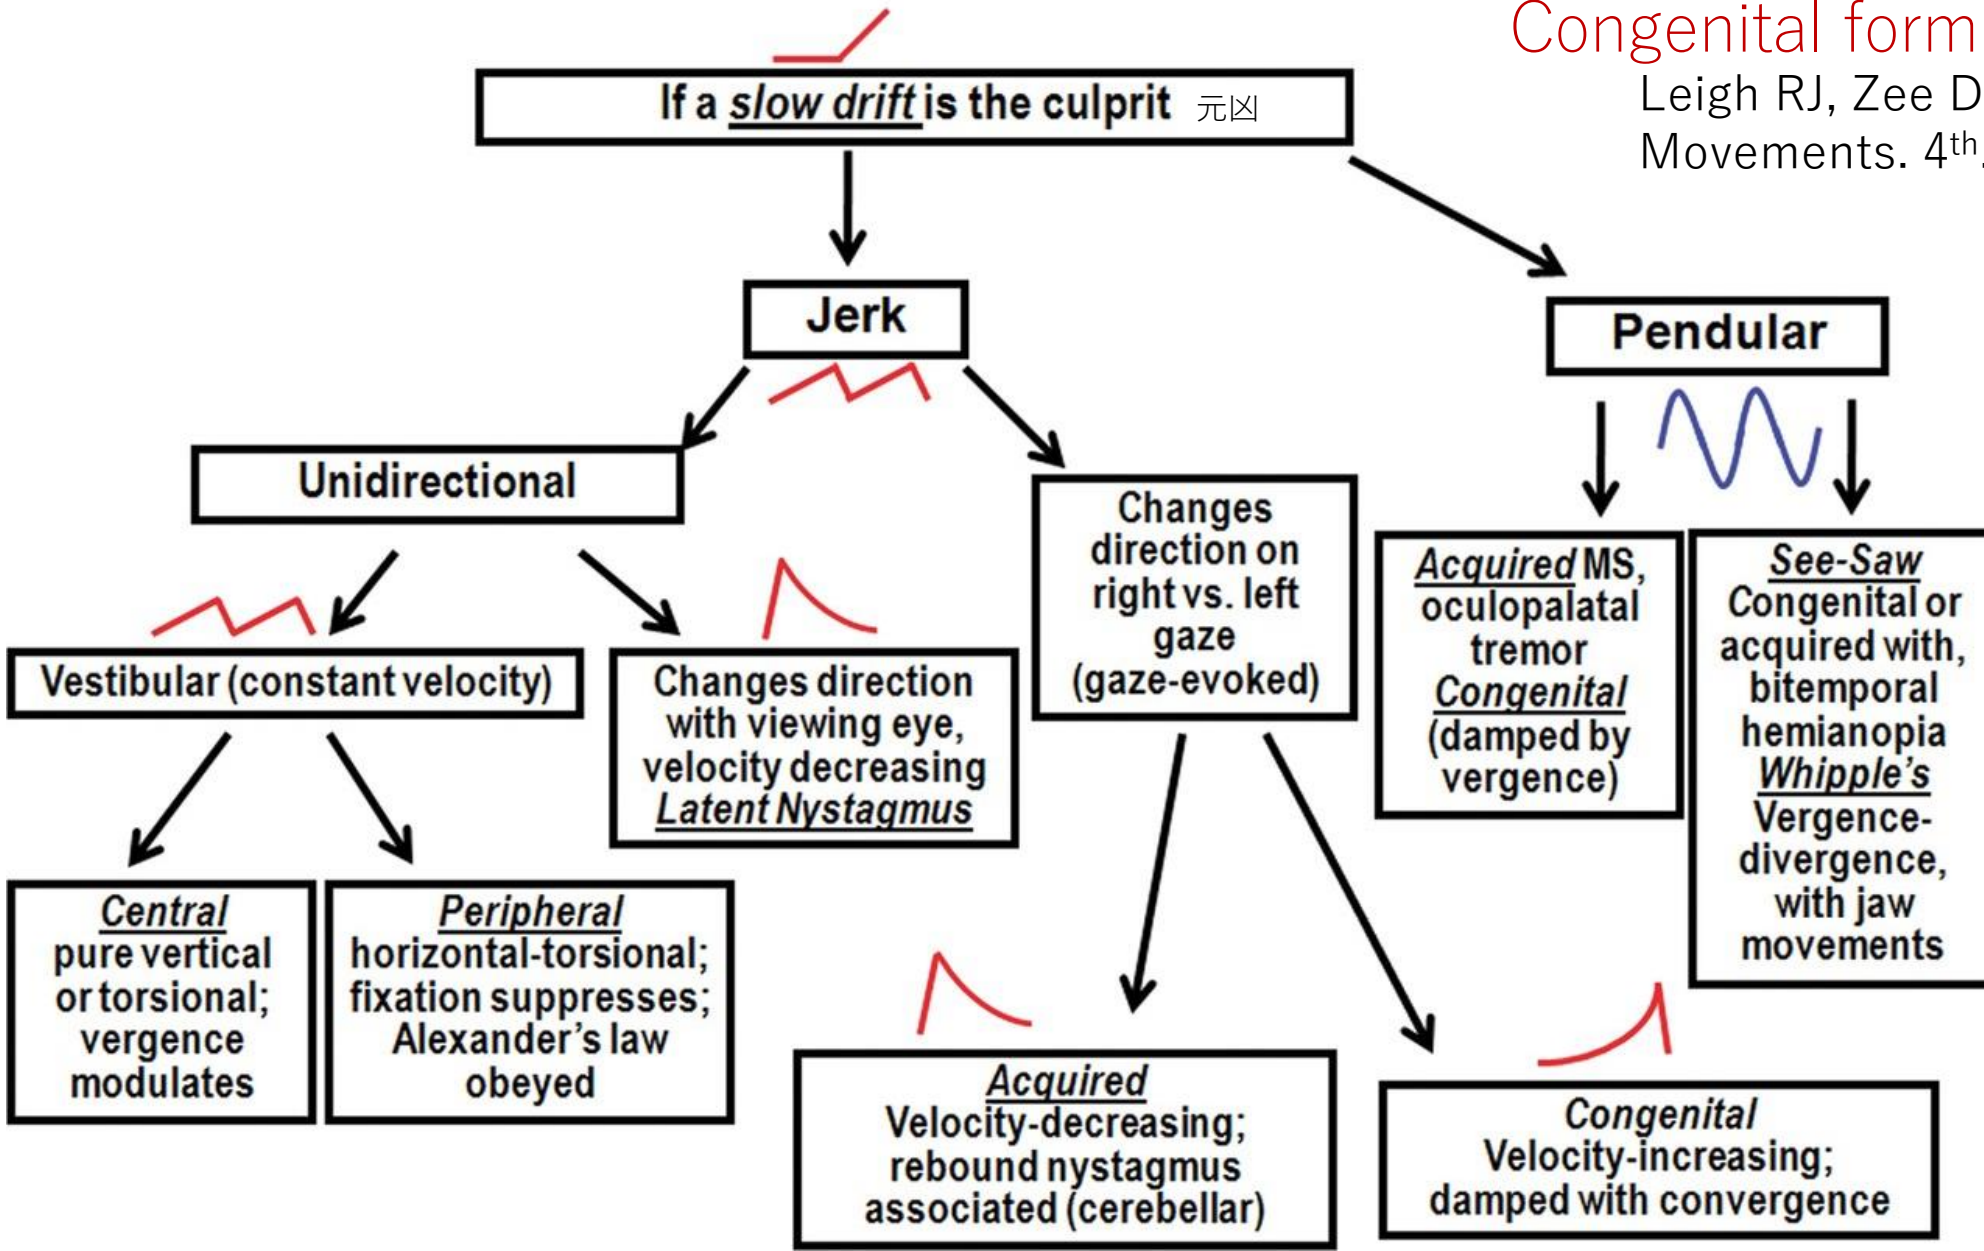 Congenital form
Leigh RJ, Zee D
Movements. 4th.
If a slow drift is the culprit 元凶
Jerk
Pendular
Unidirectional
Changes
direction on
right vs. left
gaze
(gaze-evoked)
Acquired MS,
oculopalatal
tremor
Congenital
(damped by
vergence)
See-Saw
Congenital or
acquired with,
bitemporal
hemianopia
Whipple's
Vergence-
divergence,
with jaw
movements
Vestibular (constant velocity)
Changes direction
with viewing eye,
velocity decreasing
Latent Nystagmus
Central
pure vertical
or torsional;
vergence
modulates
Peripheral
horizontal-torsional;
fixation suppresses;
Alexander's law
obeyed
Acquired
Velocity-decreasing;
rebound nystagmus
associated (cerebellar)
Congenital
Velocity-increasing;
damped with convergence